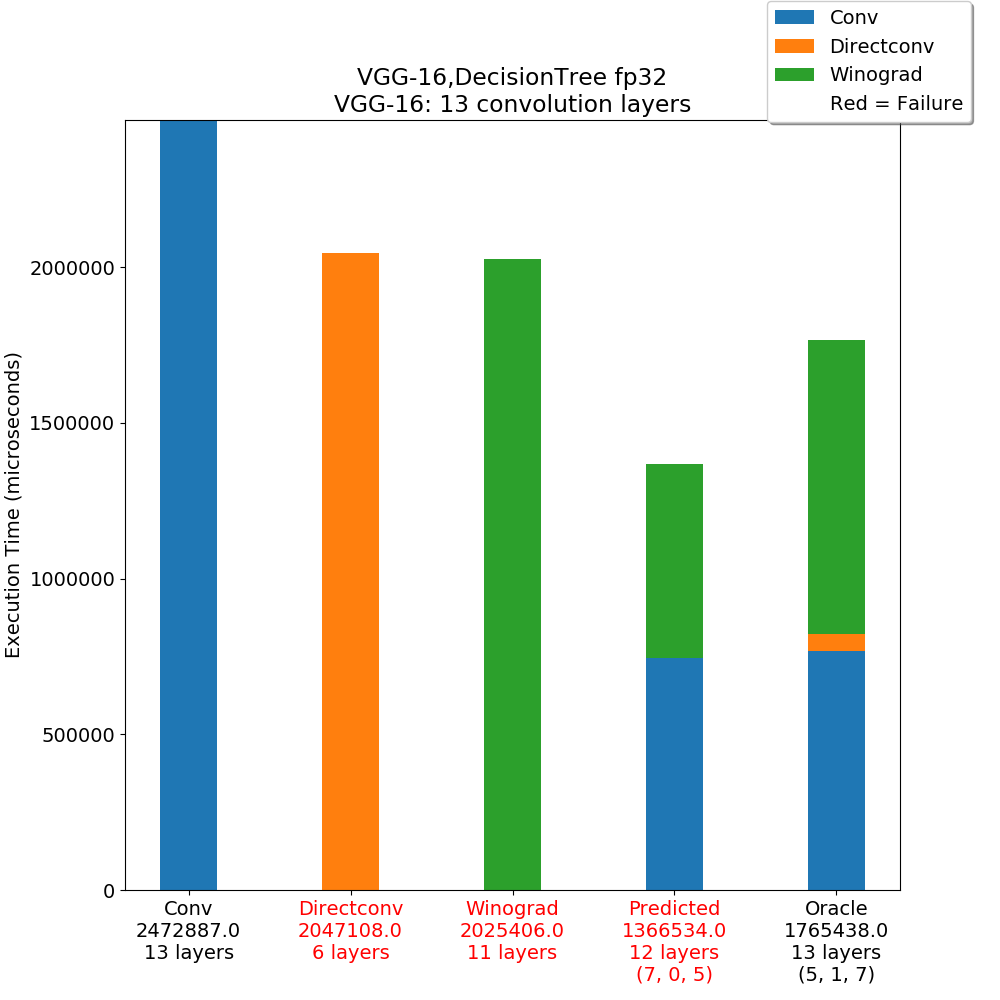 Conv
Directconv
Winograd
Red = Failure
VGG-16,DecisionTree fp32
VGG-16: 13 convolution layers
Execution Time (microseconds)
2000000
1500000
1000000
500000
0
Conv
2472887.0
13 layers
Directconv
2047108.0
6 layers
Winograd
2025406.0
11 layers
Predicted
1366534.0
12 layers
(7, 0, 5)
Oracle
1765438.0
13 layers
(5, 1, 7)